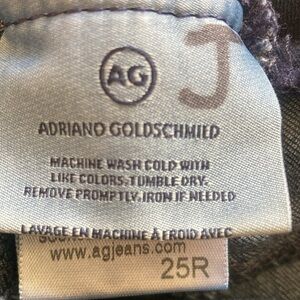 AG
J
ADRIANO GOLDSCHMIED
MACHINE WASH COLD WITH
LIKE COLORS. TUMBLE DRY.
REMOVE PROMPTLY. IRON IF NEEDED
LAVAGE EN MACHINE À FROID AVEC
www.agjeans.com
25R